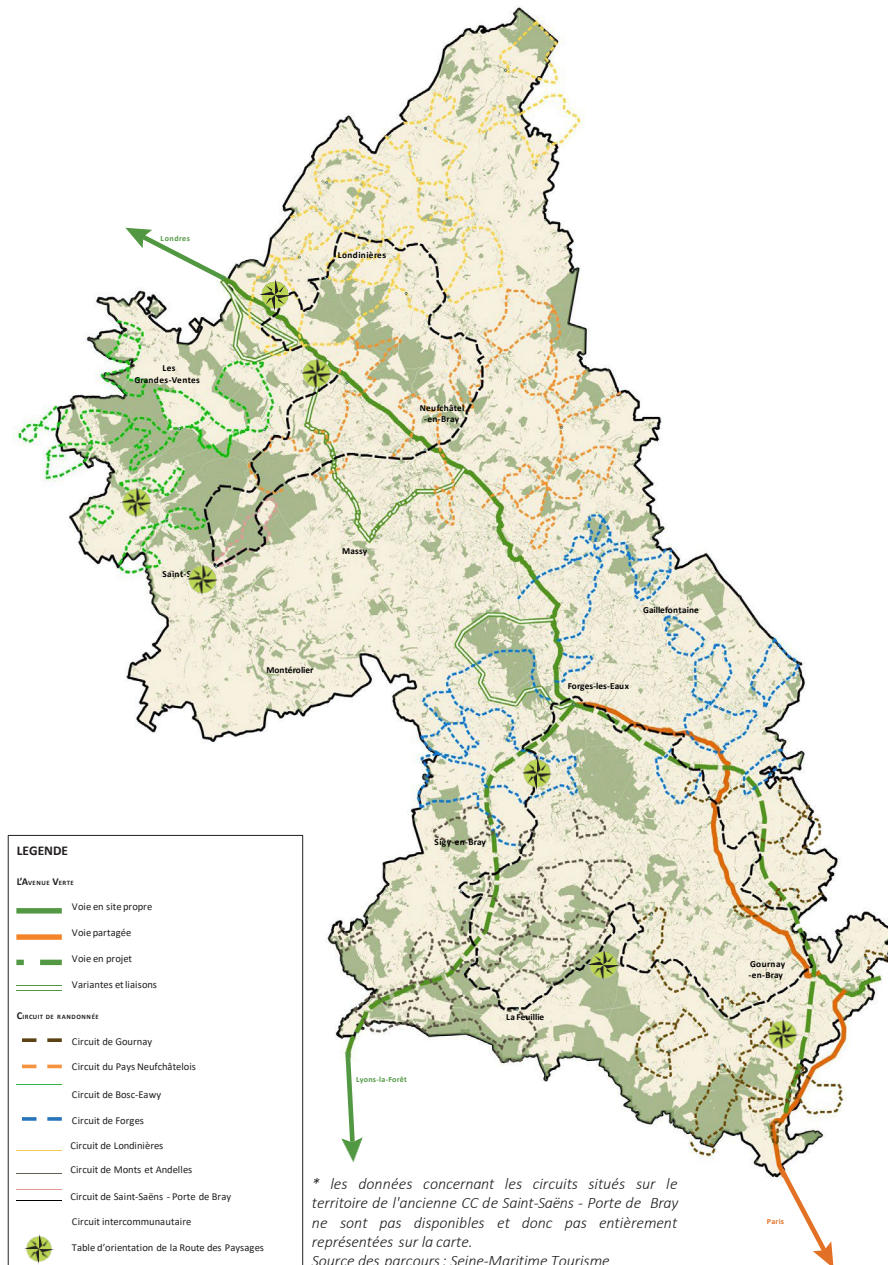 Londres
Londinières
Les
Grandes-Ventes
Neufchâtel
-en-Bray
Massy
Saint-S
Gaillefontaine
Montérolier
Forges-les-Eaux
Sigy-en-Bray
Gournay
-en-Bray
La Feuillie
Lyons-la-Forêt
Paris
LEGENDE
L'AVENUE VERTE
Voie en site propre
Voie partagée
Voie en projet
Variantes et liaisons
CIRCUIT DE RANDONNÉE
Circuit de Gournay
Circuit du Pays Neufchâtelois
Circuit de Bosc-Eawy
Circuit de Forges
Circuit de Londinières
Circuit de Monts et Andelles
Circuit de Saint-Saëns - Porte de Bray
Circuit intercommunautaire
Table d'orientation de la Route des Paysages
* les données concernant les circuits situés sur le
territoire de l'ancienne CC de Saint-Saëns - Porte de Bray
ne sont pas disponibles et donc pas entièrement
représentées sur la carte.
Source des parcours : Seine-Maritime Tourisme